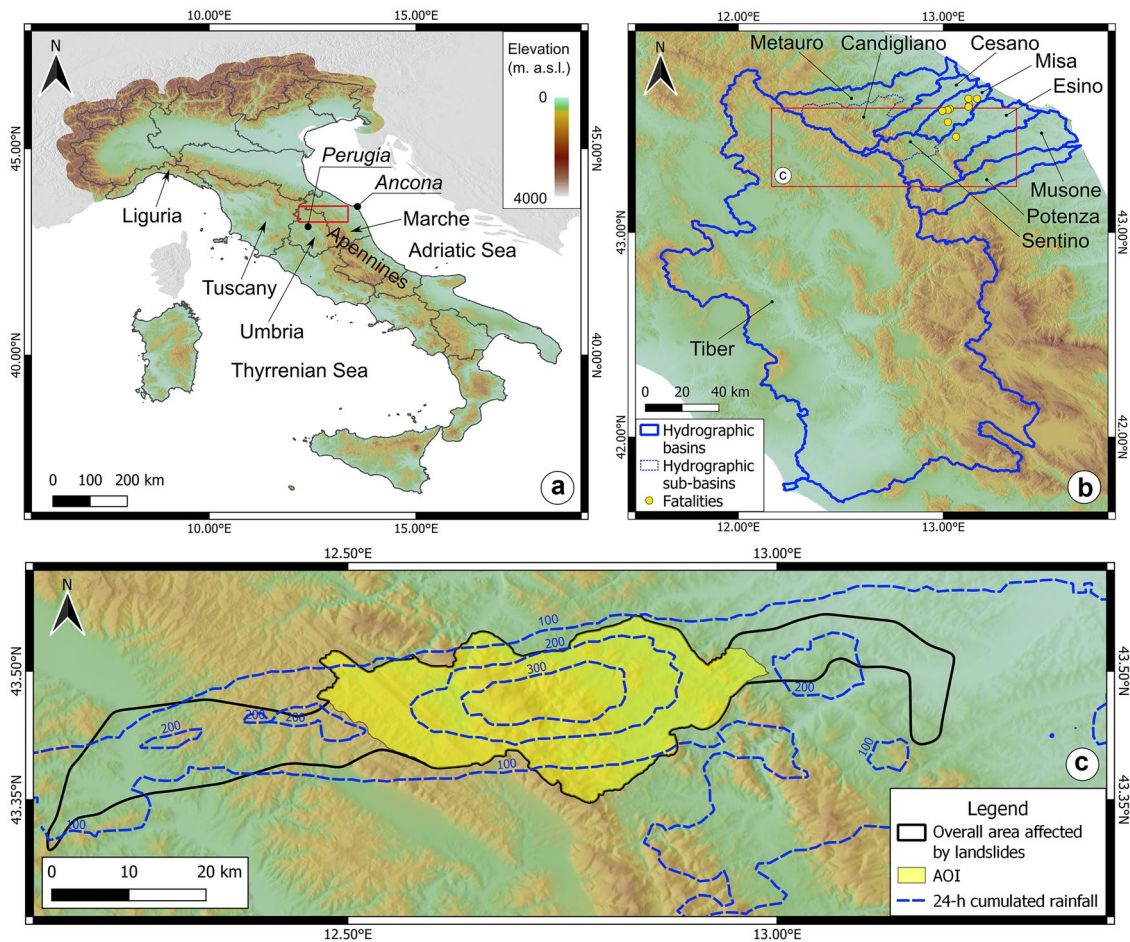 10.00°E
15.00°E
N
Elevation
(m. a.s.l.)
0
4000
45.00°N
45.00°N
Perugia
Ancona
Liguria
Marche
Apennines
Adriatic Sea
Tuscany
Umbria
40.00°N
40.00°N
Thyrrenian Sea
0 100 200 km
a
10.00°E
15.00°E
12.00°E
13.00°E
N
Metauro
Candigliano
Cesano
Misa
Esino
c
Musone
Potenza
Sentino
43.00°N
43.00°N
Tiber
0 20 40 km
42.00°N
42.00°N
Hydrographic
basins
Hydrographic
sub-basins
Fatalities
b
12.00°E
13.00°E
12.50°E
13.00°E
N
100
200
300
43.50°N
43.50°N
200
200
200
200
100
100
100
c
43.35°N
43.35°N
0 10 20 km
Legend
Overall area affected
by landslides
AOI
24-h cumulated rainfall
12.50°E
13.00°E